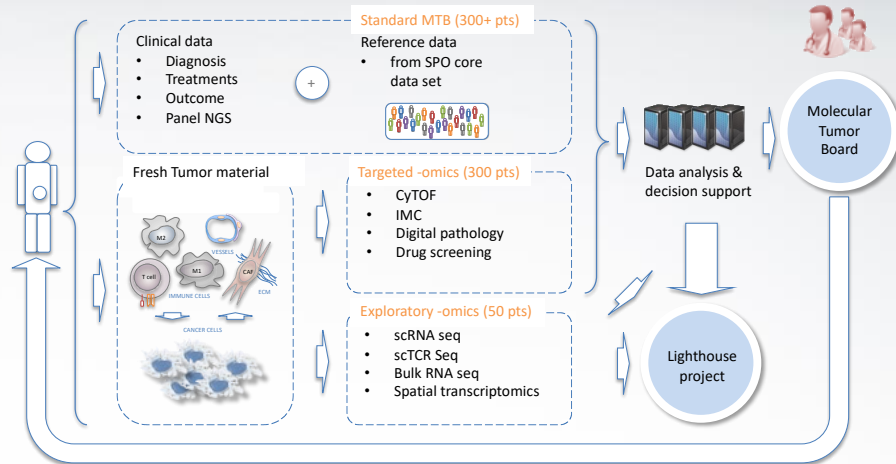 Standard MTB (300+ pts)
Clinical data
• Diagnosis
• Treatments
• Outcome
• Panel NGS
+
Reference data
• from SPO core
data set
Molecular
Tumor
Board
Data analysis &
decision support
Fresh Tumor material
M2
VESSELS
T cell
M1
CAF
IMMUNE CELLS
ECM
CANCER CELLS
Targeted -omics (300 pts)
• CyTOF
• IMC
• Digital pathology
• Drug screening
Exploratory -omics (50 pts)
• scRNA seq
• scTCR Seq
• Bulk RNA seq
• Spatial transcriptomics
Lighthouse
project